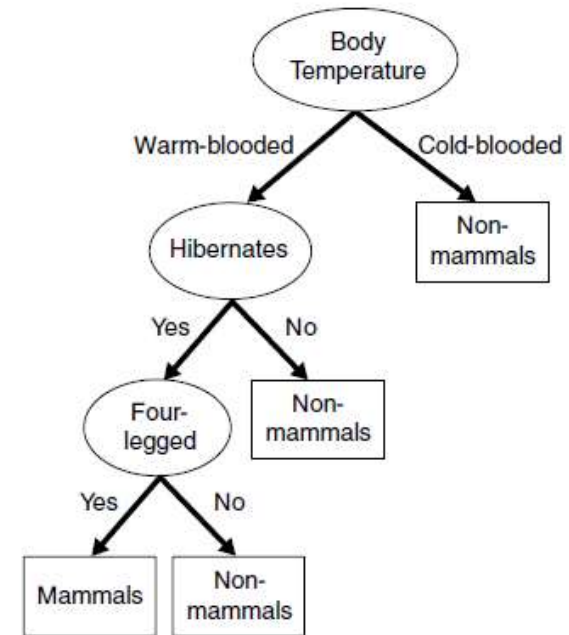 Body
Temperature
Warm-blooded
Cold-blooded
Hibernates
Non-
mammals
Yes
No
Four-
legged
Non-
mammals
Yes
No
Mammals
Non-
mammals